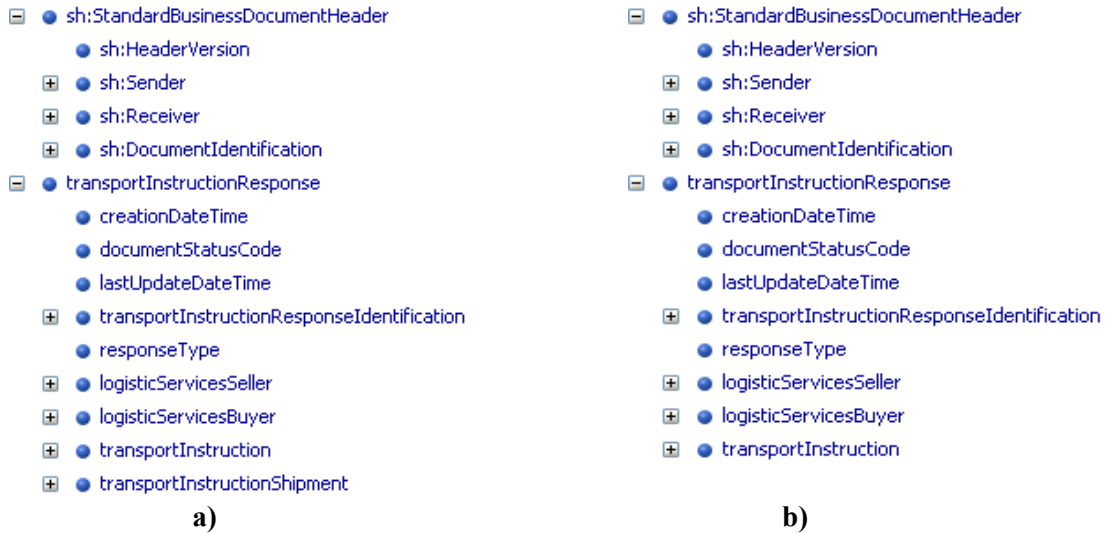 sh:StandardBusinessDocumentHeader
sh:HeaderVersion
sh:Sender
sh:Receiver
sh:DocumentIdentification
transportInstructionResponse
creationDateTime
documentStatusCode
lastUpdateDateTime
transportInstructionResponseIdentification
responseType
logisticServicesSeller
logisticServicesBuyer
transportInstruction
transportInstructionShipment
a)
sh:StandardBusinessDocumentHeader
sh:HeaderVersion
sh:Sender
sh:Receiver
sh:DocumentIdentification
transportInstructionResponse
creationDateTime
documentStatusCode
lastUpdateDateTime
transportInstructionResponseIdentification
responseType
logisticServicesSeller
logisticServicesBuyer
transportInstruction
b)